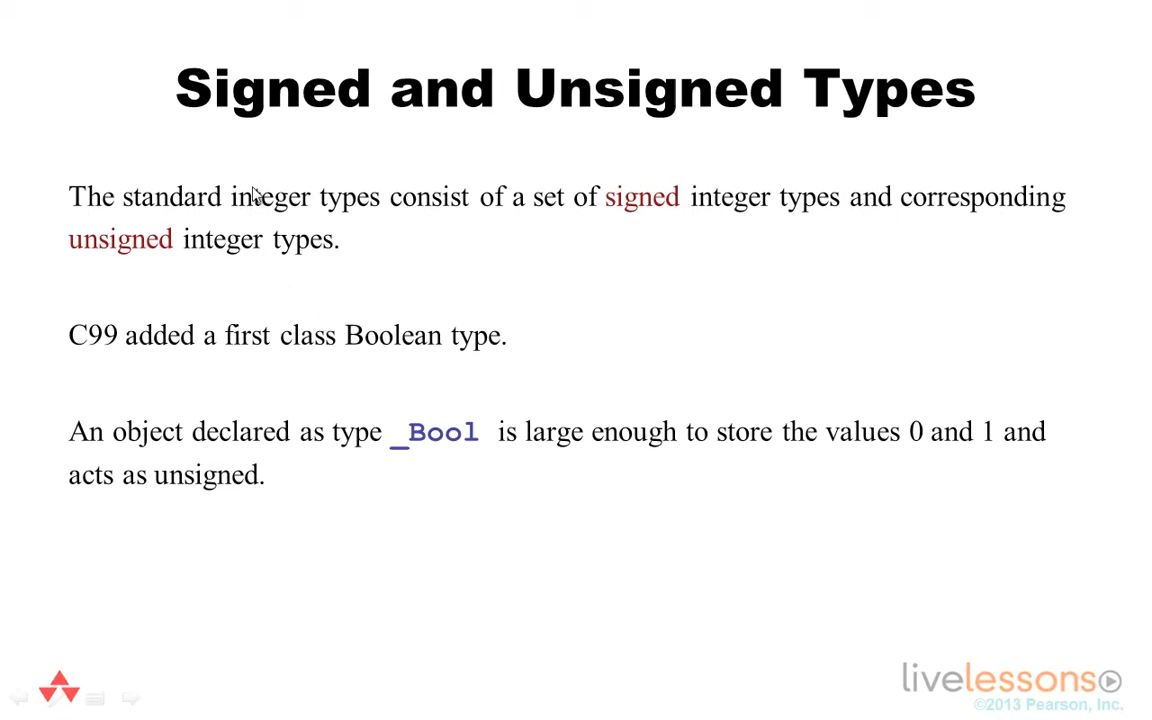 Signed and Unsigned Types
The standard integer types consist of a set of signed integer types and corresponding
unsigned integer types.
C99 added a first class Boolean type.
An object declared as type _Bool is large enough to store the values 0 and 1 and
acts as unsigned.
livelessons
©2013 Pearson, Inc.